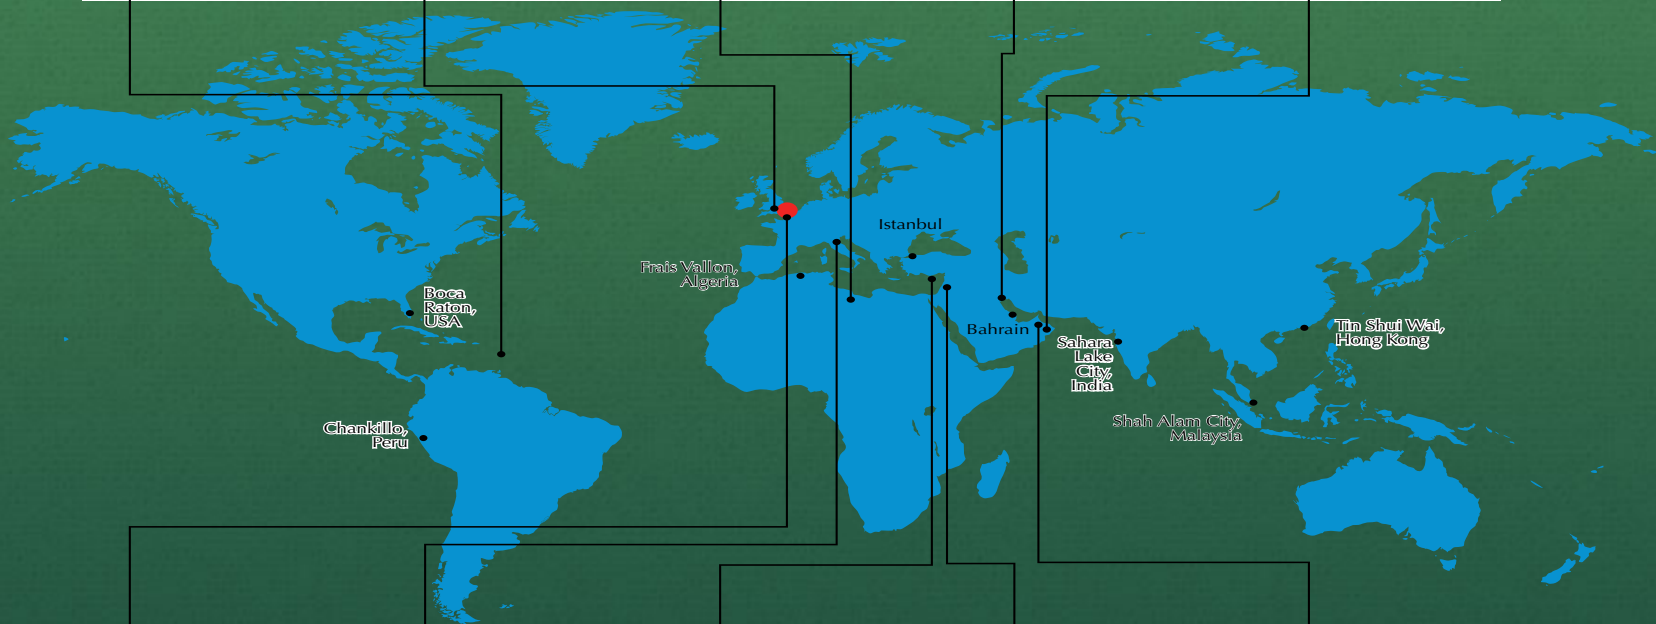 Istanbul
Frais Vallon,
Algeria
Boca
Raton,
USA
Bahrain
Sahara
Lake
City,
India
Tin Shui Wai,
Hong Kong
Chankillo,
Peru
Shah Alam City,
Malaysia